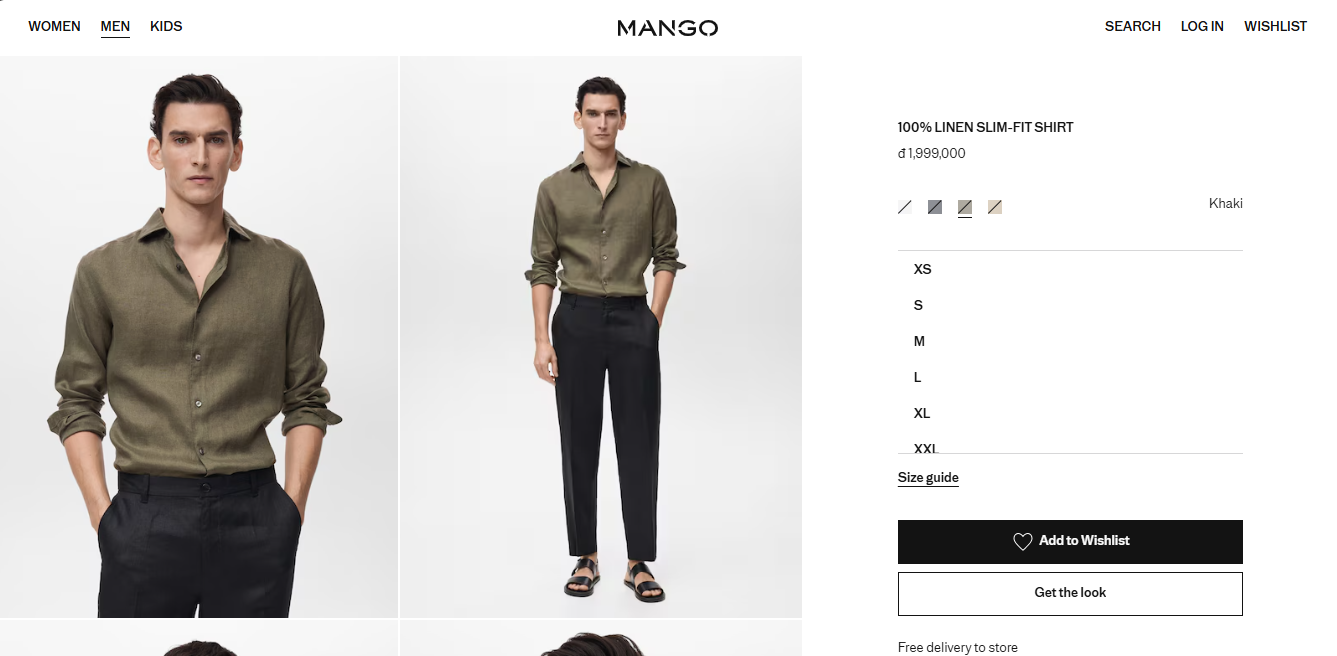 WOMEN MEN KIDS MANGO SEARCH LOG IN WISHLIST
100% LINEN SLIM-FIT SHIRT
đ 1,999,000
Khaki
XS
S
M
L
XL
XXL
Size guide
Add to Wishlist
Get the look
Free delivery to store